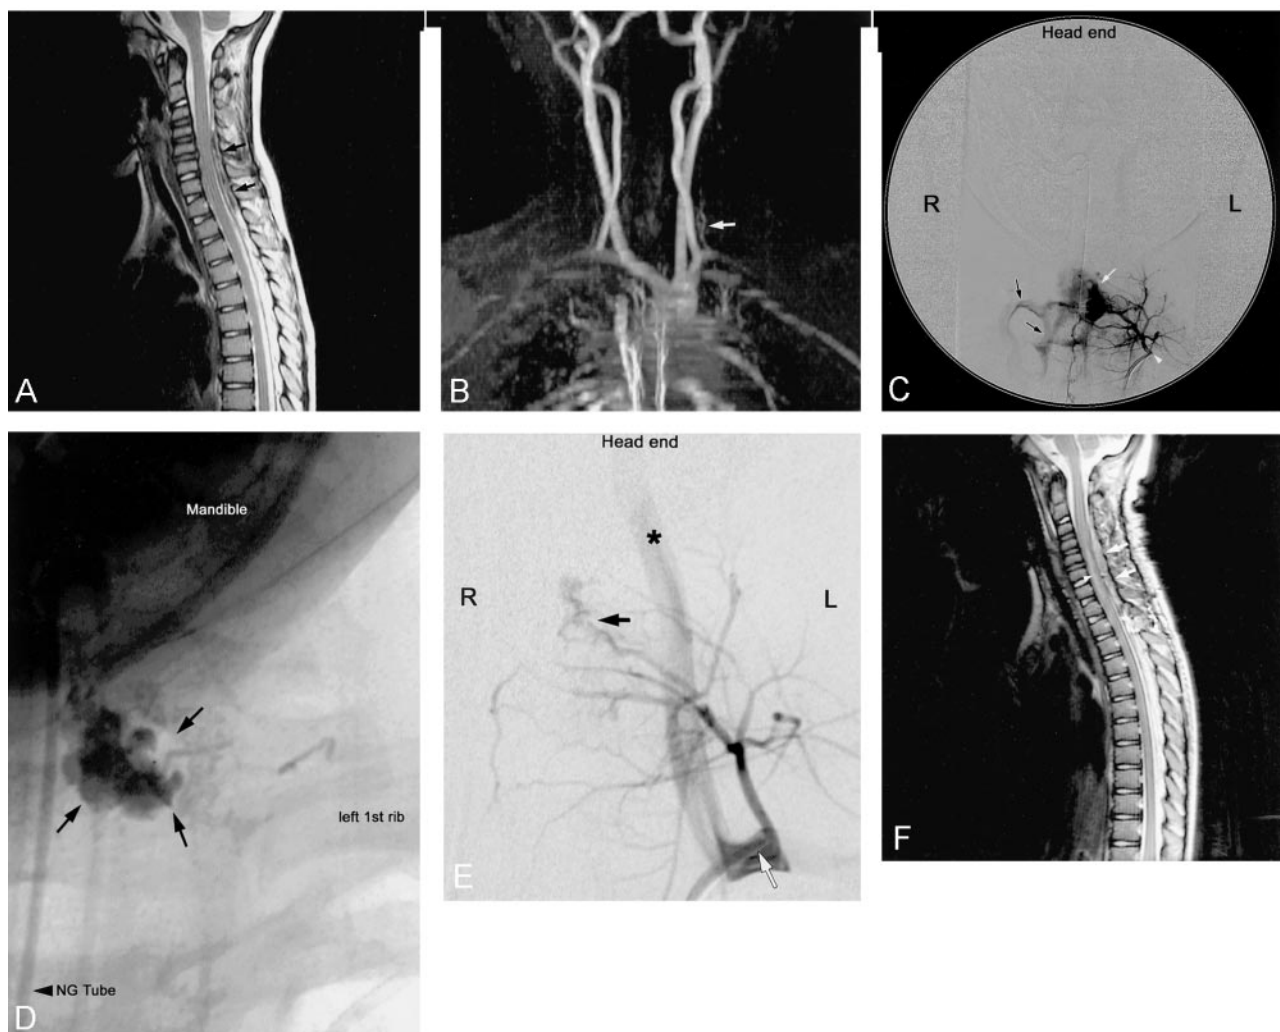 A
B
Head end
R
L
C
Mandible
left 1st rib
NG Tube
D
Head end
*
R
L
E
F